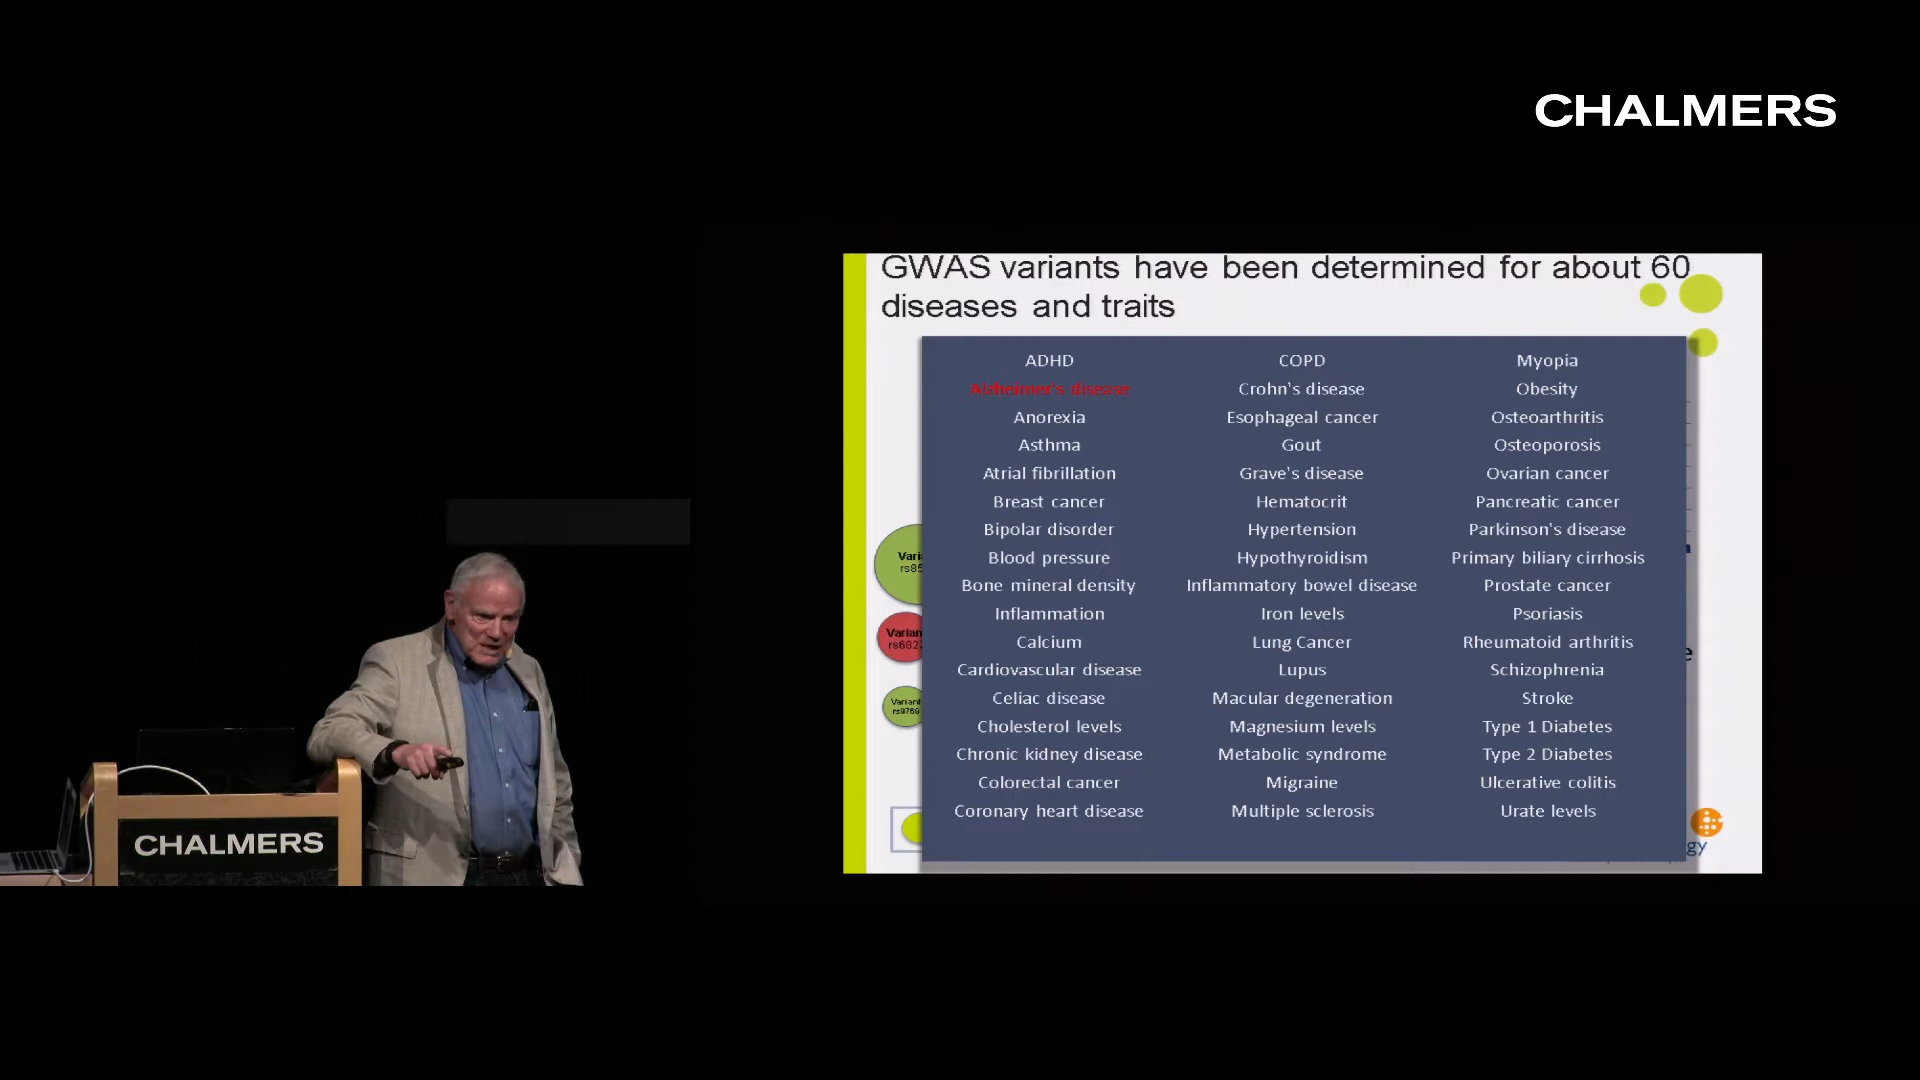 CHALMERS
GWAS variants have been determined for about 60
diseases and traits
ADHD
Alzheimer's disease
Anorexia
Asthma
Atrial fibrillation
Breast cancer
Bipolar disorder
Blood pressure
Bone mineral density
Inflammation
Calcium
Cardiovascular disease
Celiac disease
Cholesterol levels
Chronic kidney disease
Colorectal cancer
Coronary heart disease
COPD
Crohn's disease
Esophageal cancer
Gout
Grave's disease
Hematocrit
Hypertension
Hypothyroidism
Inflammatory bowel disease
Iron levels
Lung Cancer
Lupus
Macular degeneration
Magnesium levels
Metabolic syndrome
Migraine
Multiple sclerosis
Myopia
Obesity
Osteoarthritis
Osteoporosis
Ovarian cancer
Pancreatic cancer
Parkinson's disease
Primary biliary cirrhosis
Prostate cancer
Psoriasis
Rheumatoid arthritis
Schizophrenia
Stroke
Type 1 Diabetes
Type 2 Diabetes
Ulcerative colitis
Urate levels
CHALMERS